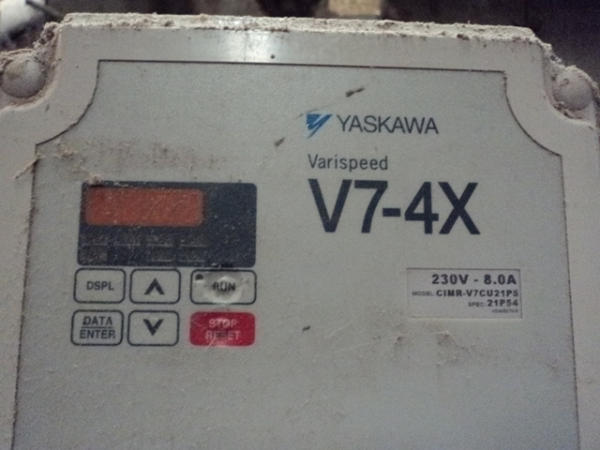 YASKAWA
Varispeed
V7-4X
230V - 8.0A
MODEL: CIMR-V7CU21P5
SPEC: 21P54
DSPL
RUN
DATA
ENTER
STOP
RESET